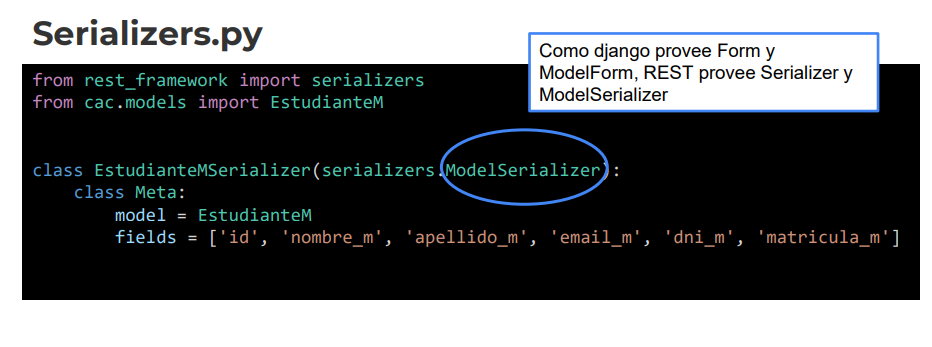 Serializers.py
Como django provee Form y
ModelForm, REST provee Serializer y
ModelSerializer
from rest_framework import serializers
from cac.models import EstudianteM
class EstudianteMSerializer(serializers.ModelSerializer):
    class Meta:
        model = EstudianteM
        fields = ['id', 'nombre_m', 'apellido_m', 'email_m', 'dni_m', 'matricula_m']